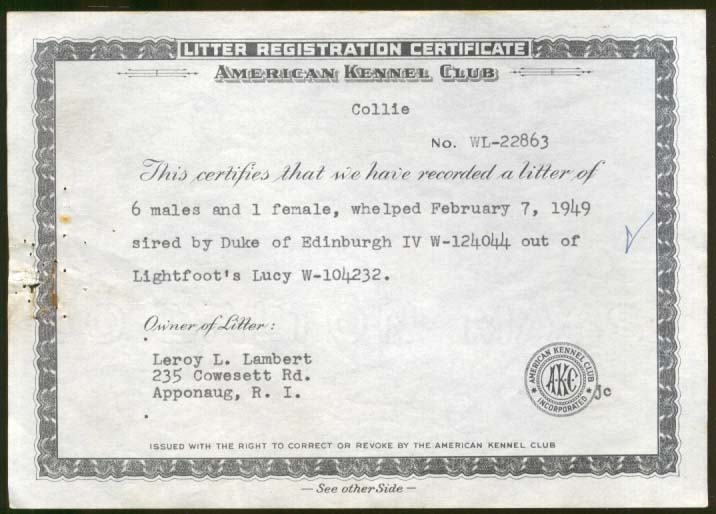 LITTER REGISTRATION CERTIFICATE
AMERICAN KENNEL CLUB
Collie
No. WL-22863
This certifies that we have recorded a litter of
6 males and 1 female, whelped February 7, 1949
sired by Duke of Edinburgh IV W-124044 out of
Lightfoot's Lucy W-104232.
Owner of Litter:
Leroy L. Lambert
235 Cowesett Rd.
Apponaug, R. I.
AMERICAN KENNEL CLUB
A.K.C.
INCORPORATED
jc
ISSUED WITH THE RIGHT TO CORRECT OR REVOKE BY THE AMERICAN KENNEL CLUB
— See other Side —